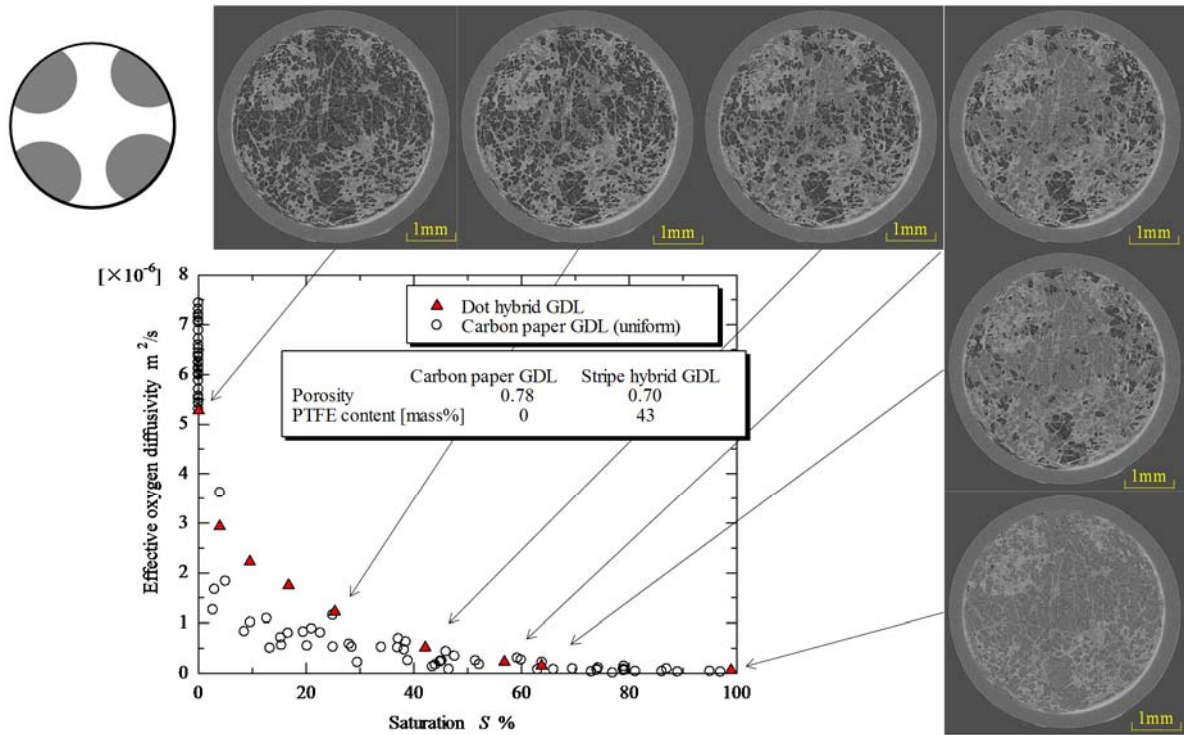 1mm
1mm
1mm
1mm
[×10⁻⁶]
8
7
6
5
4
3
2
1
0
Effective oxygen diffusivity m²/s
Dot hybrid GDL
Carbon paper GDL (uniform)
Carbon paper GDL Stripe hybrid GDL
Porosity 0.78 0.70
PTFE content [mass%] 0 43
0 20 40 60 80 100
Saturation S %
1mm
1mm